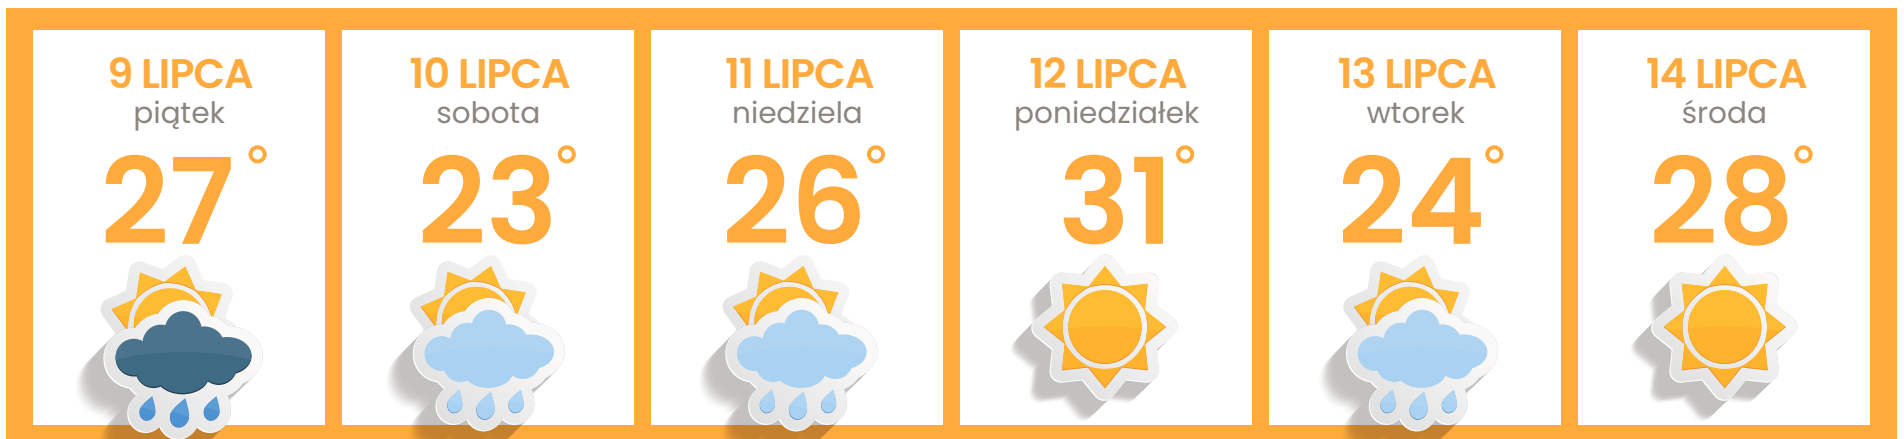 9 LIPCA
piątek
27°
10 LIPCA
sobota
23°
11 LIPCA
niedziela
26°
12 LIPCA
poniedziałek
31°
13 LIPCA
wtorek
24°
14 LIPCA
środa
28°